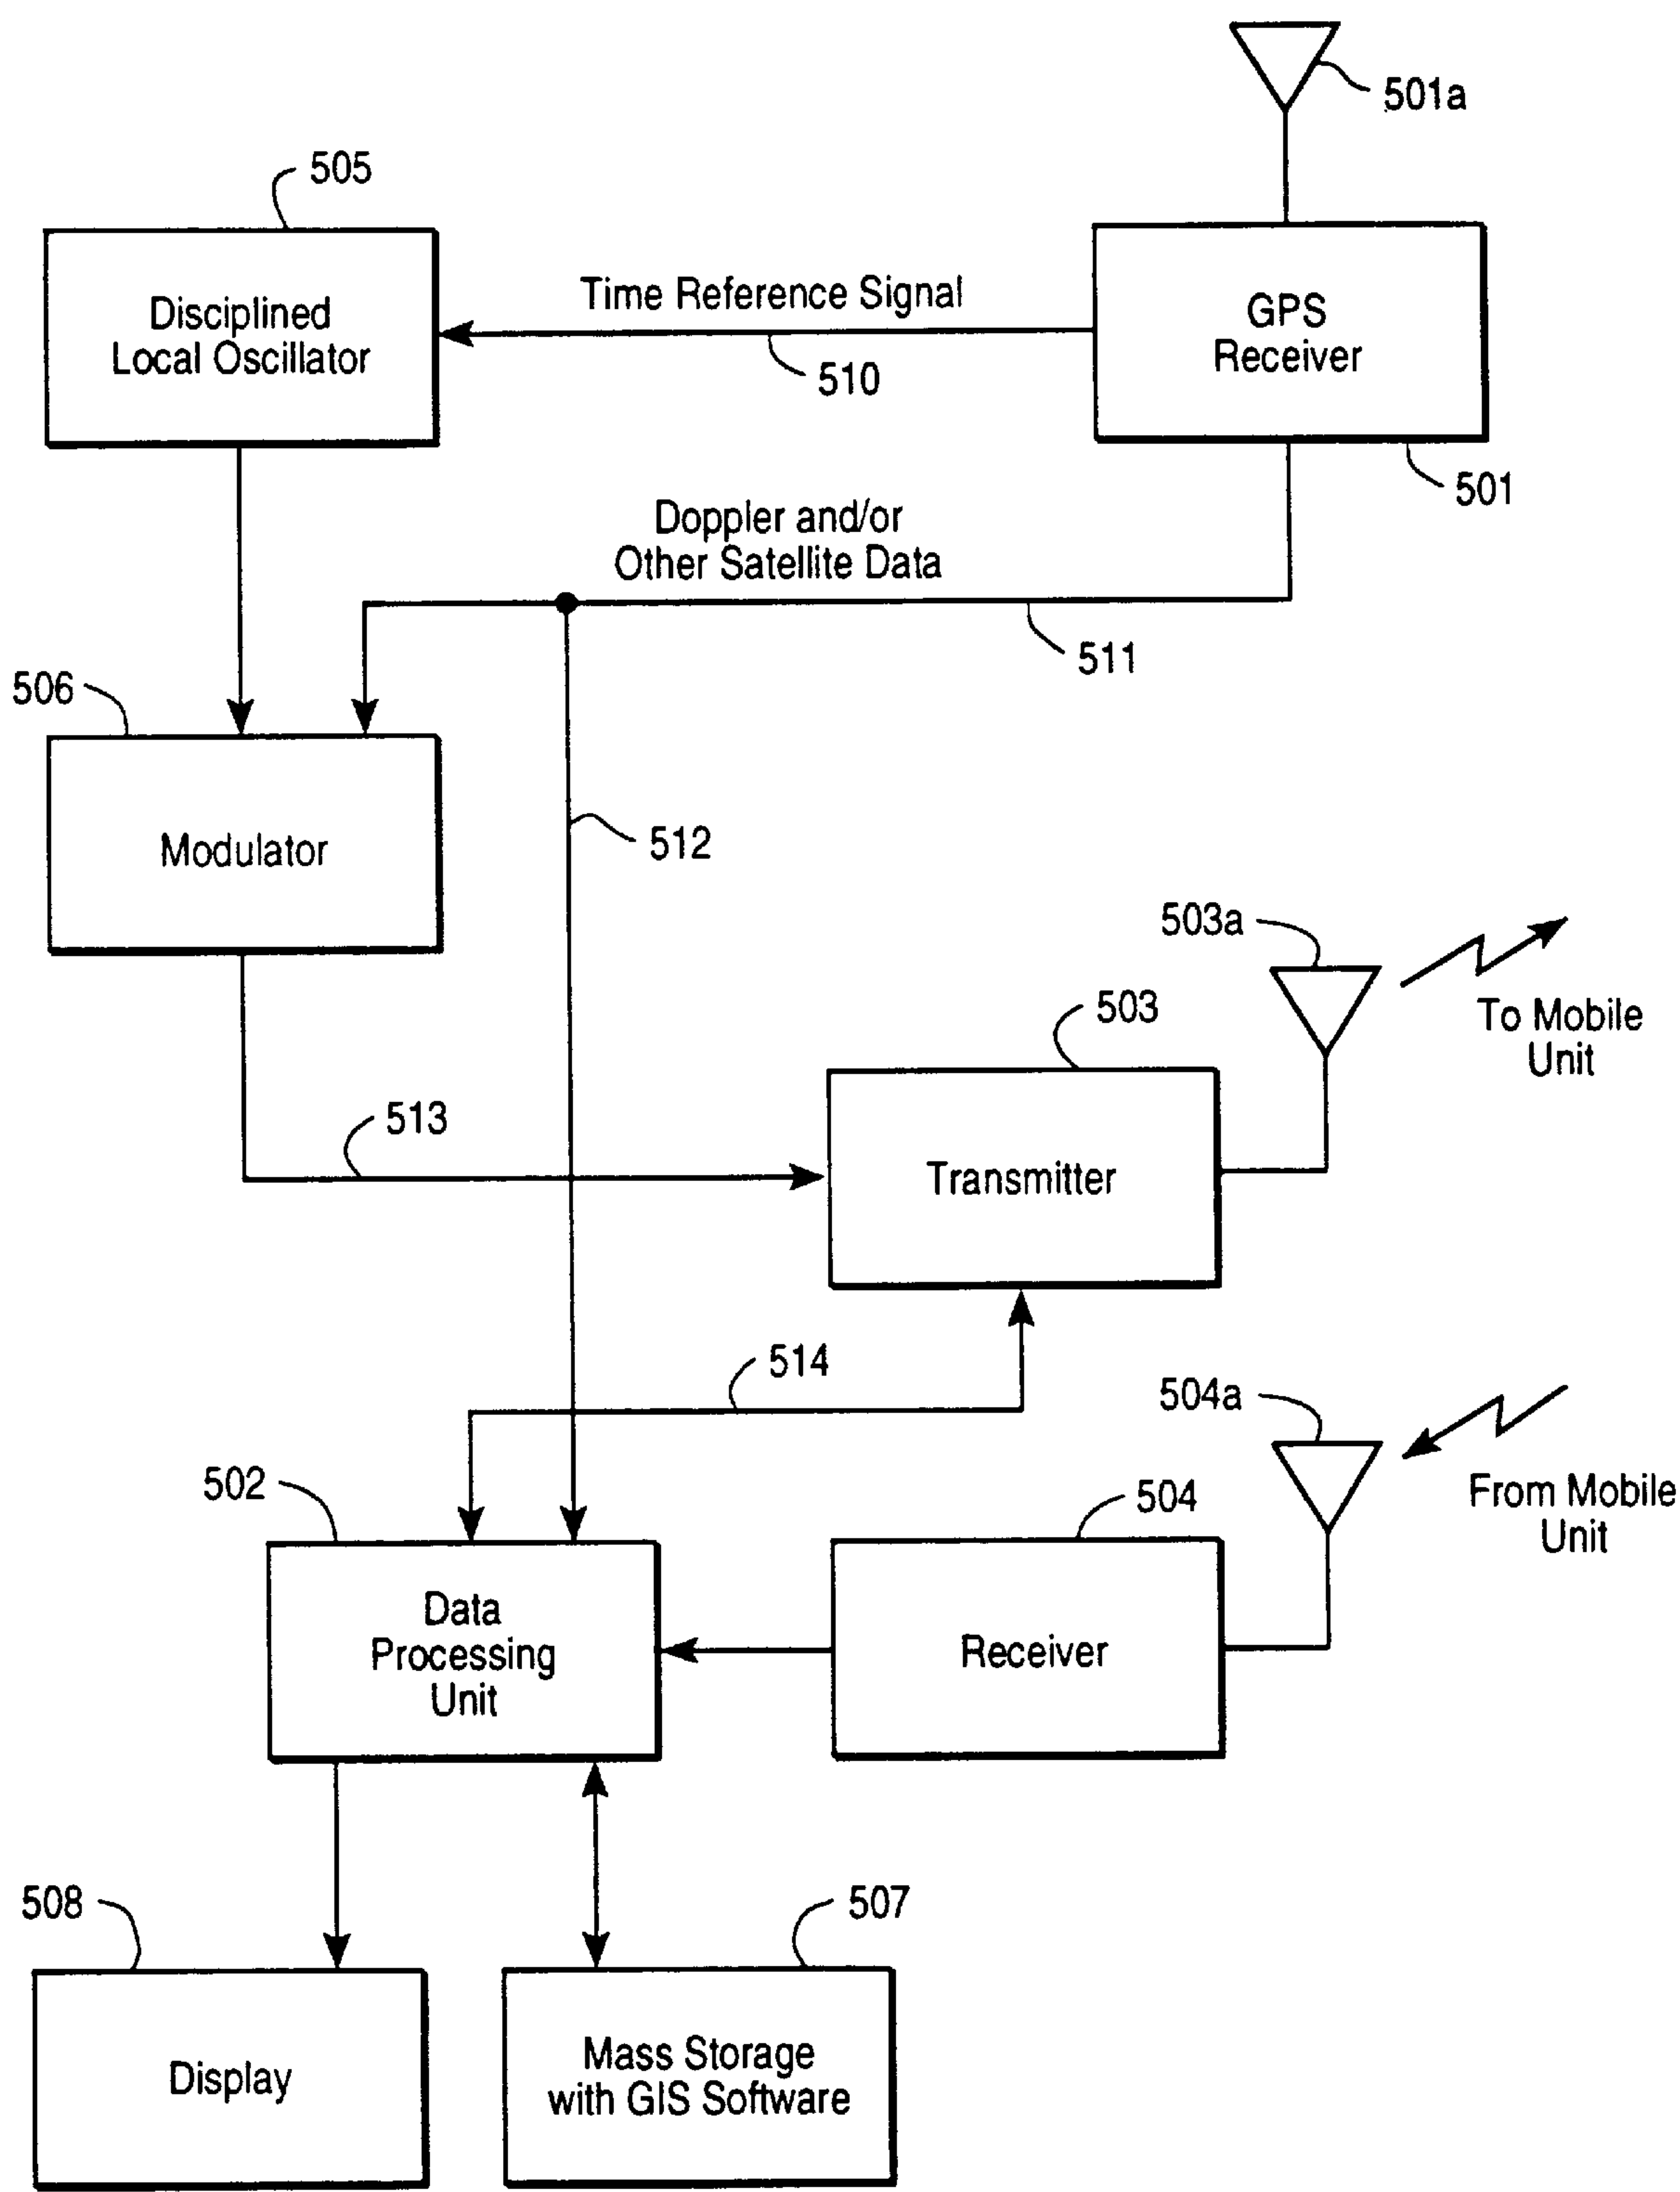 501a
505
Disciplined
Local Oscillator
Time Reference Signal
510
GPS
Receiver
501
Doppler and/or
Other Satellite Data
511
506
Modulator
512
503a
To Mobile
Unit
503
513
Transmitter
514
504a
From Mobile
Unit
502
504
Data
Processing
Unit
Receiver
508
507
Display
Mass Storage
with GIS Software